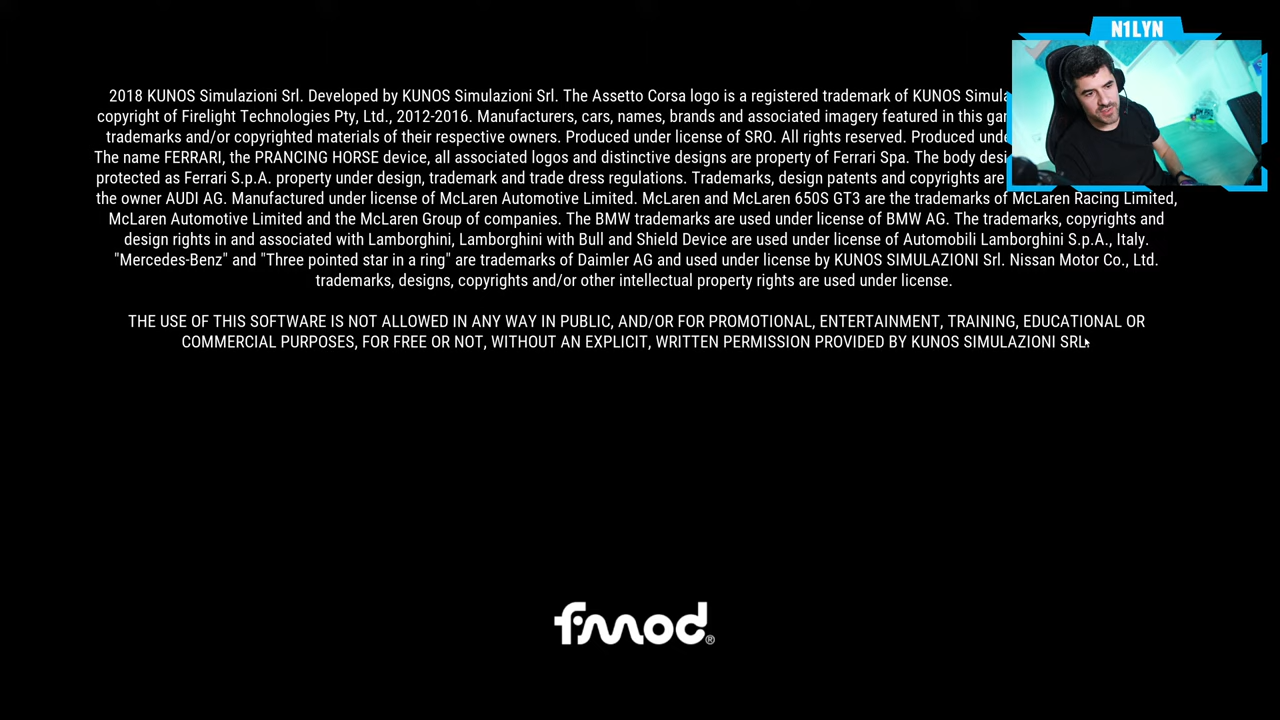 N1LYN
2018 KUNOS Simulazioni Srl. Developed by KUNOS Simulazioni Srl. The Assetto Corsa logo is a registered trademark of KUNOS
copyright of Firelight Technologies Pty, Ltd., 2012-2016. Manufacturers, cars, names, brands and associated imagery featured in this
trademarks and/or copyrighted materials of their respective owners. Produced under license of SRO. All rights reserved. Produced
The name FERRARI, the PRANCING HORSE device, all associated logos and distinctive designs are property of Ferrari Spa. The body
protected as Ferrari S.p.A. property under design, trademark and trade dress regulations. Trademarks, design patents and copyrights are
the owner AUDI AG. Manufactured under license of McLaren Automotive Limited. McLaren and McLaren 650S GT3 are the trademarks of McLaren Racing Limited,
McLaren Automotive Limited and the McLaren Group of companies. The BMW trademarks are used under license of BMW AG. The trademarks, copyrights and
design rights in and associated with Lamborghini, Lamborghini with Bull and Shield Device are used under license of Automobili Lamborghini S.p.A., Italy.
"Mercedes-Benz" and "Three pointed star in a ring" are trademarks of Daimler AG and used under license by KUNOS SIMULAZIONI Srl. Nissan Motor Co., Ltd.
trademarks, designs, copyrights and/or other intellectual property rights are used under license.
THE USE OF THIS SOFTWARE IS NOT ALLOWED IN ANY WAY IN PUBLIC, AND/OR FOR PROMOTIONAL, ENTERTAINMENT, TRAINING, EDUCATIONAL OR
COMMERCIAL PURPOSES, FOR FREE OR NOT, WITHOUT AN EXPLICIT, WRITTEN PERMISSION PROVIDED BY KUNOS SIMULAZIONI SRL.
fmod®